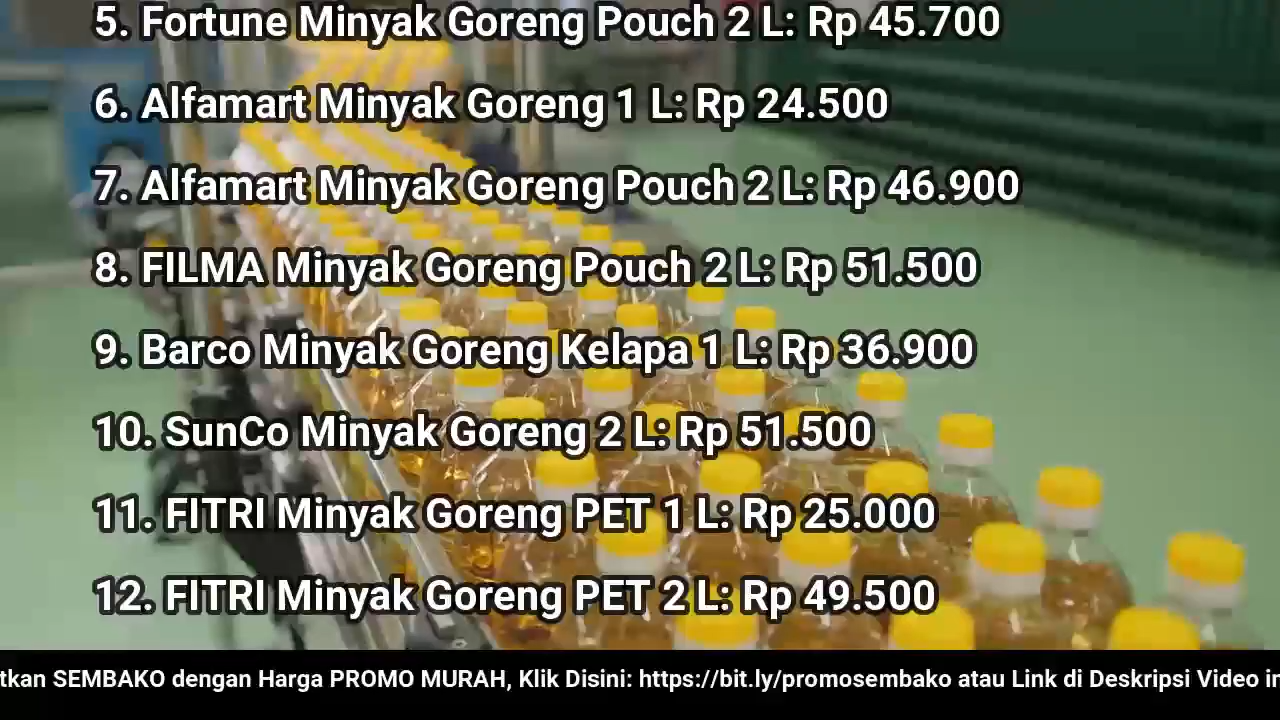 5. Fortune Minyak Goreng Pouch 2 L: Rp 45.700
6. Alfamart Minyak Goreng 1 L: Rp 24.500
7. Alfamart Minyak Goreng Pouch 2 L: Rp 46.900
8. FILMA Minyak Goreng Pouch 2 L: Rp 51.500
9. Barco Minyak Goreng Kelapa 1 L: Rp 36.900
10. SunCo Minyak Goreng 2 L: Rp 51.500
11. FITRI Minyak Goreng PET 1 L: Rp 25.000
12. FITRI Minyak Goreng PET 2 L: Rp 49.500
tkan SEMBAKO dengan Harga PROMO MURAH, Klik Disini: https://bit.ly/promosembako atau Link di Deskripsi Video in